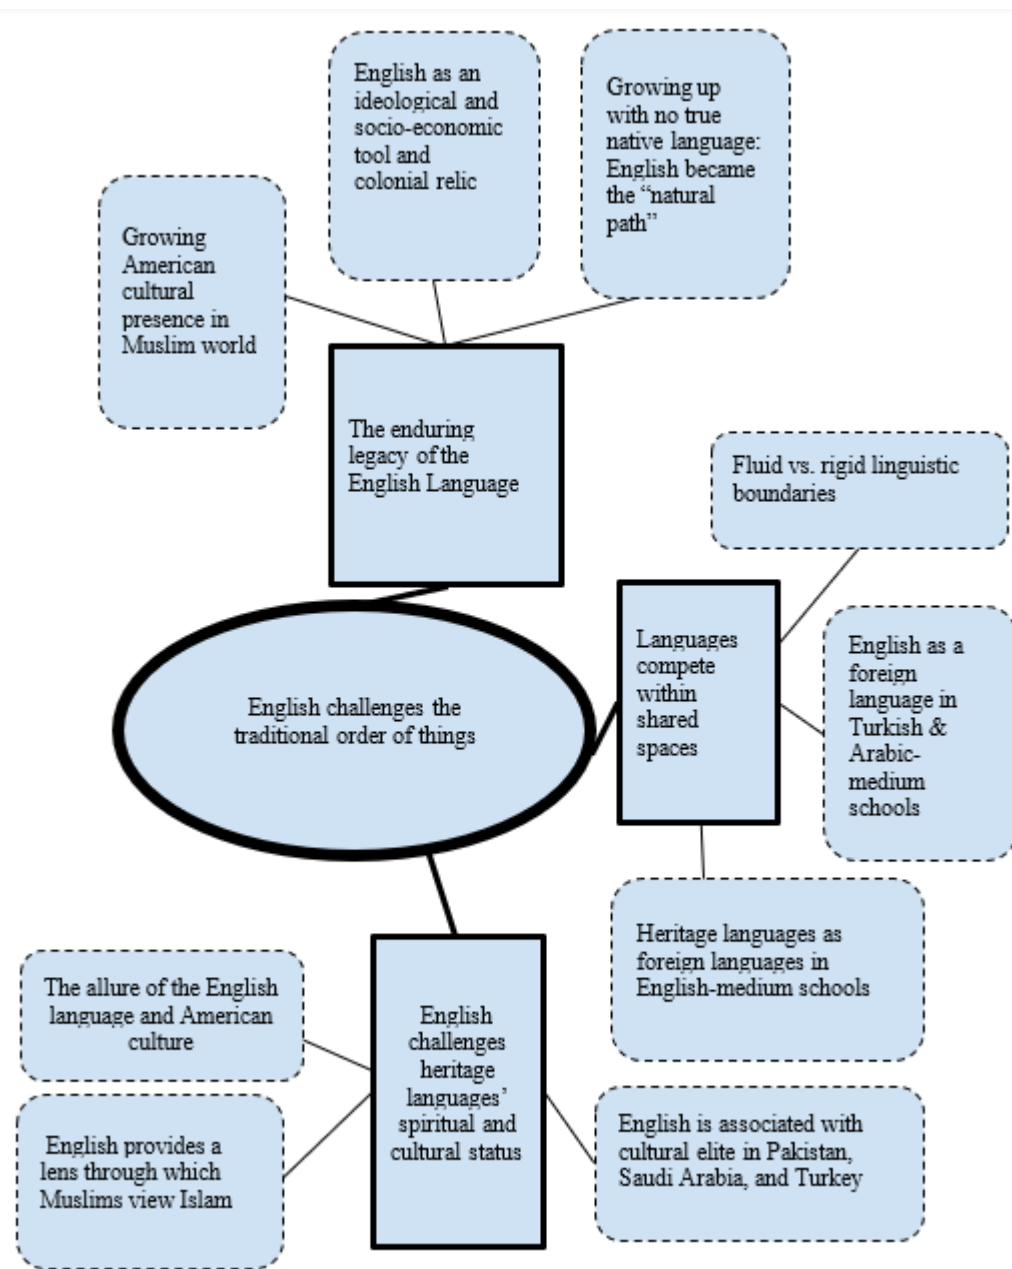 English as an
ideological and
socio-economic
tool and
colonial relic
Growing up
with no true
native language:
English became
the “natural
path”
Growing
American
cultural
presence in
Muslim world
The enduring
legacy of the
English Language
Fluid vs. rigid linguistic
boundaries
Languages
compete
within
shared
spaces
English as a
foreign
language in
Turkish &
Arabic-
medium
schools
English challenges the
traditional order of things
Heritage languages as
foreign languages in
English-medium schools
The allure of the English
language and American
culture
English
challenges
heritage
languages’
spiritual and
cultural status
English provides a
lens through which
Muslims view Islam
English is associated with
cultural elite in Pakistan,
Saudi Arabia, and Turkey